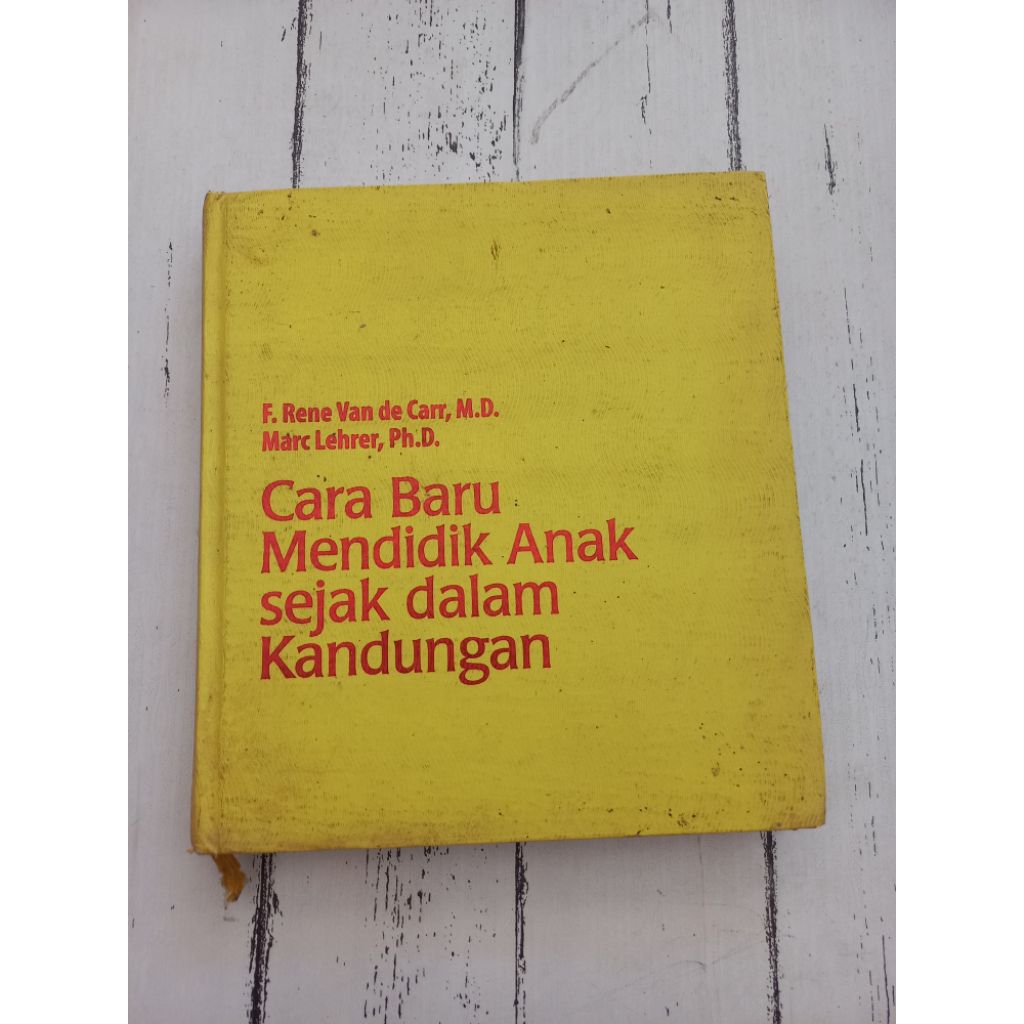 F. Rene Van de Carr, M.D.
Marc Lehrer, Ph.D.
Cara Baru
Mendidik Anak
sejak dalam
Kandungan